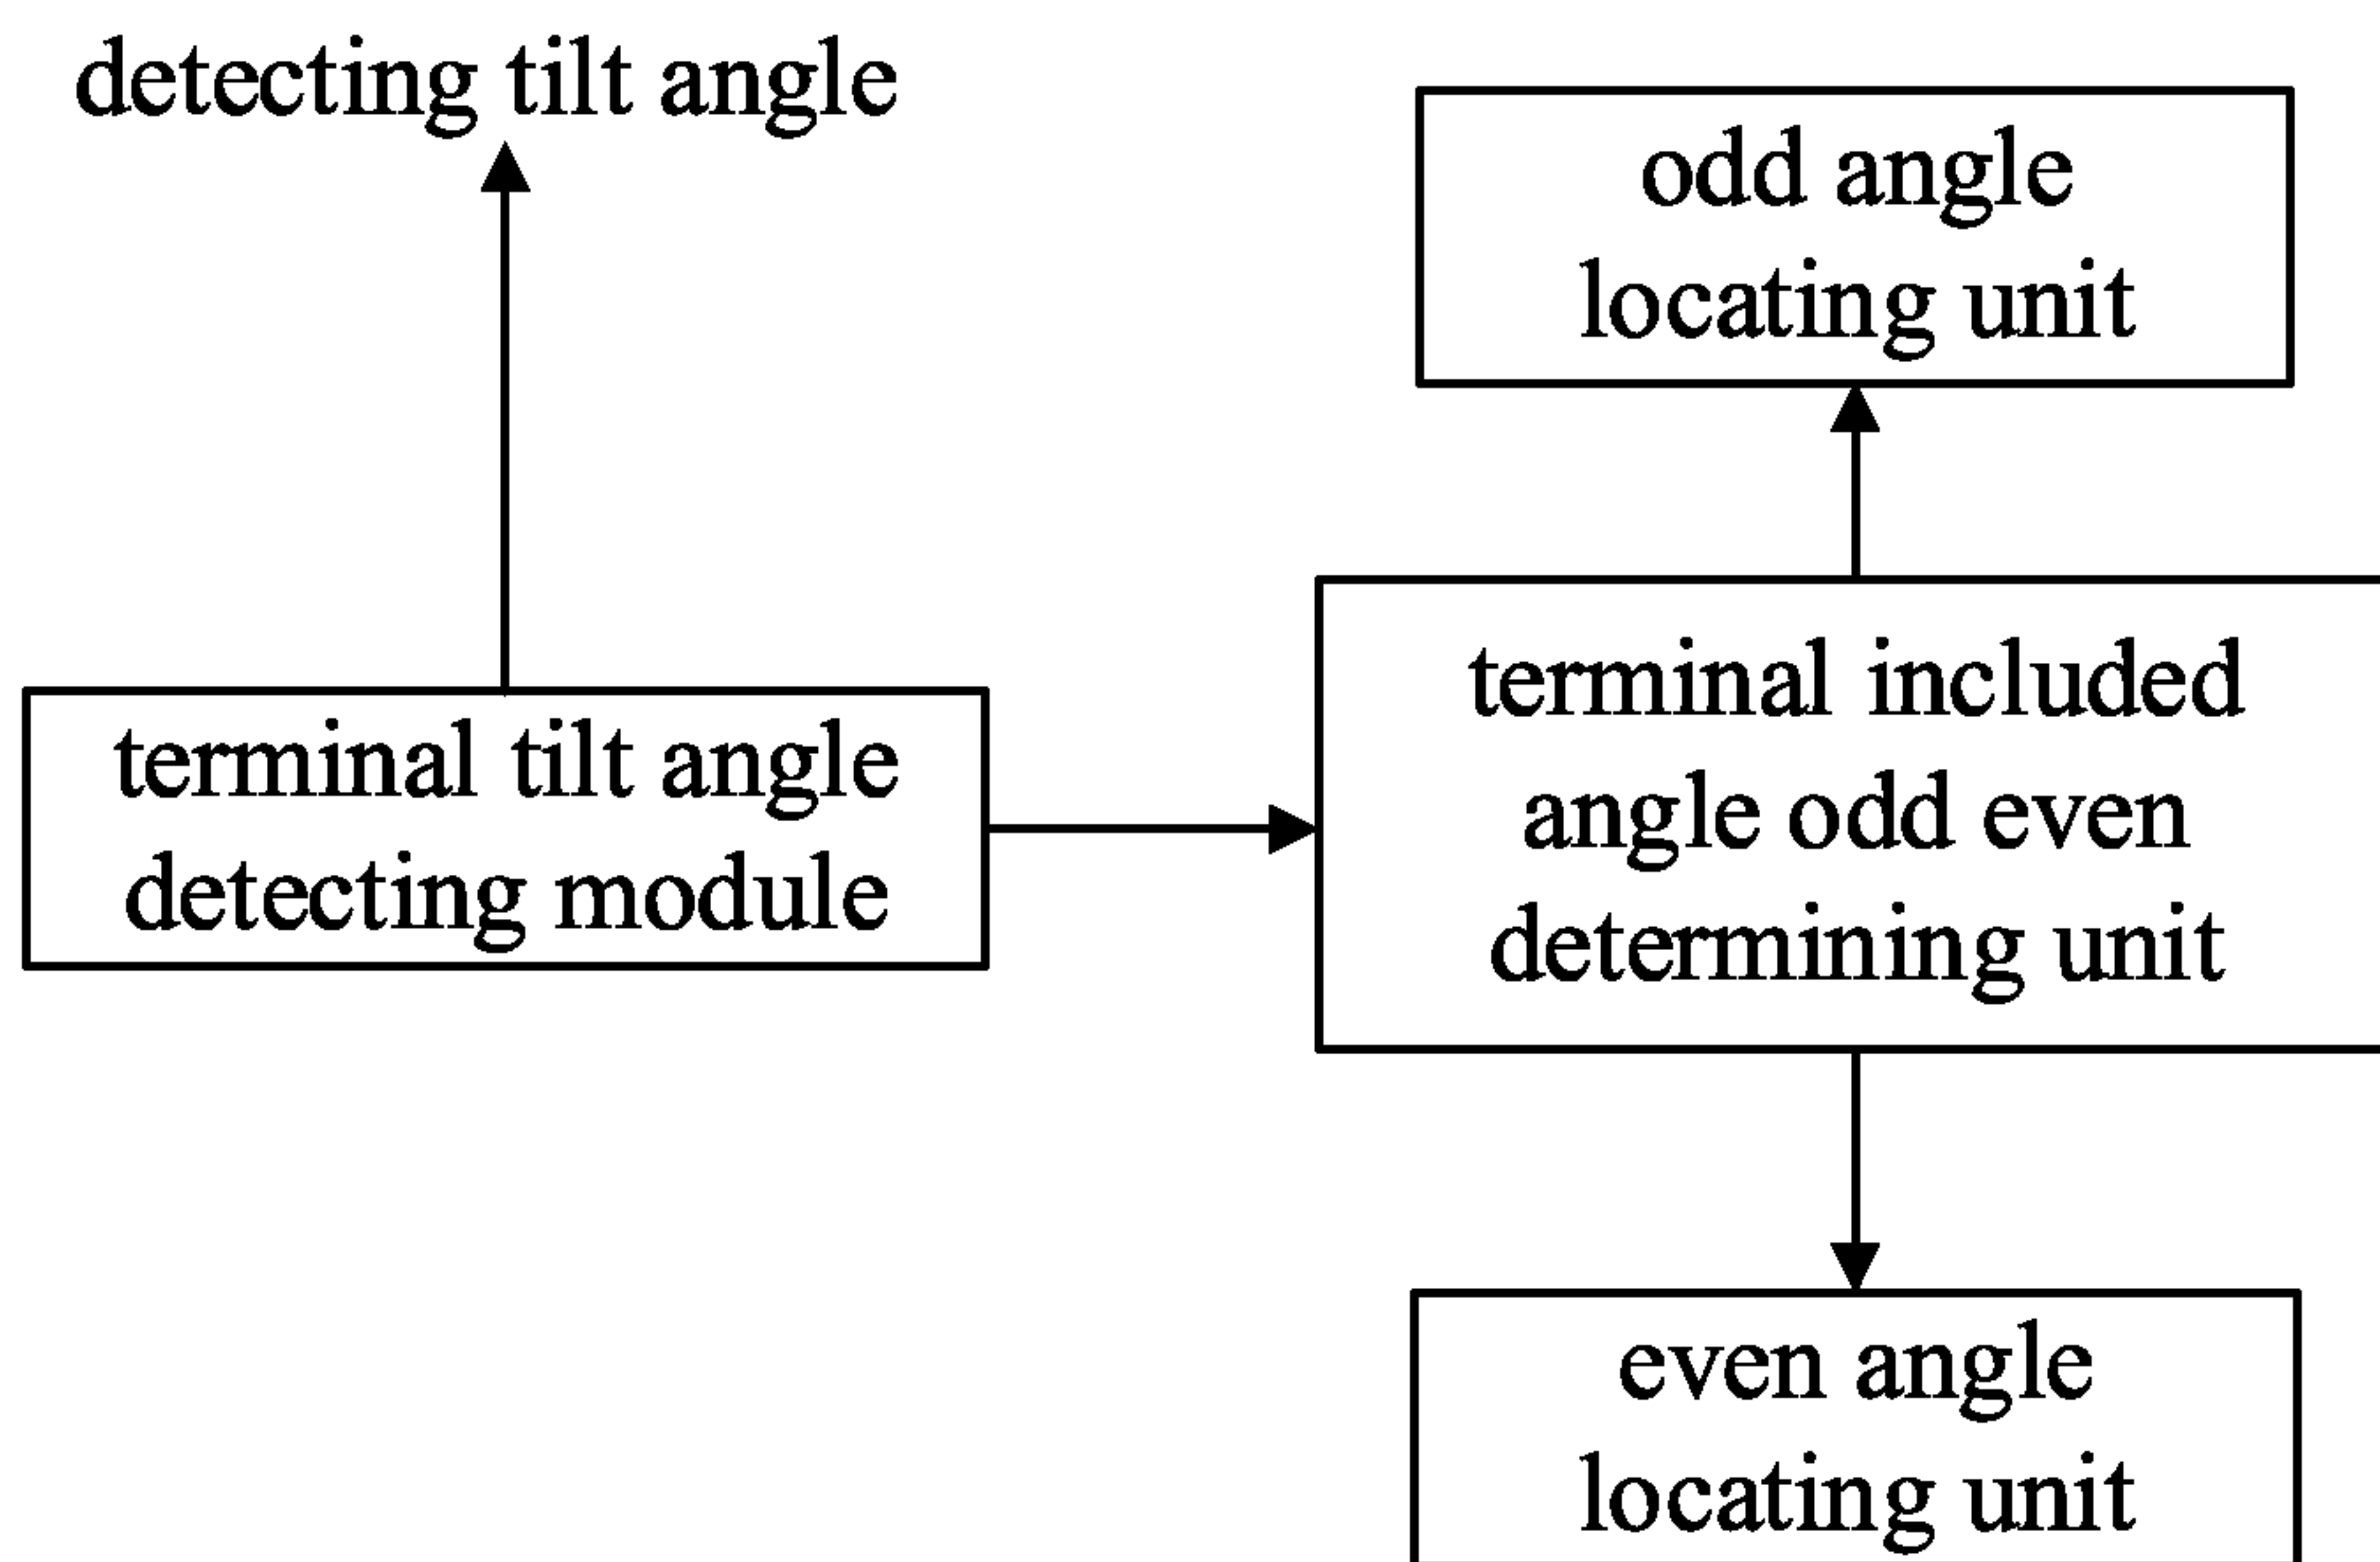 detecting tilt angle
odd angle
locating unit
terminal tilt angle
detecting module
terminal included
angle odd even
determining unit
even angle
locating unit